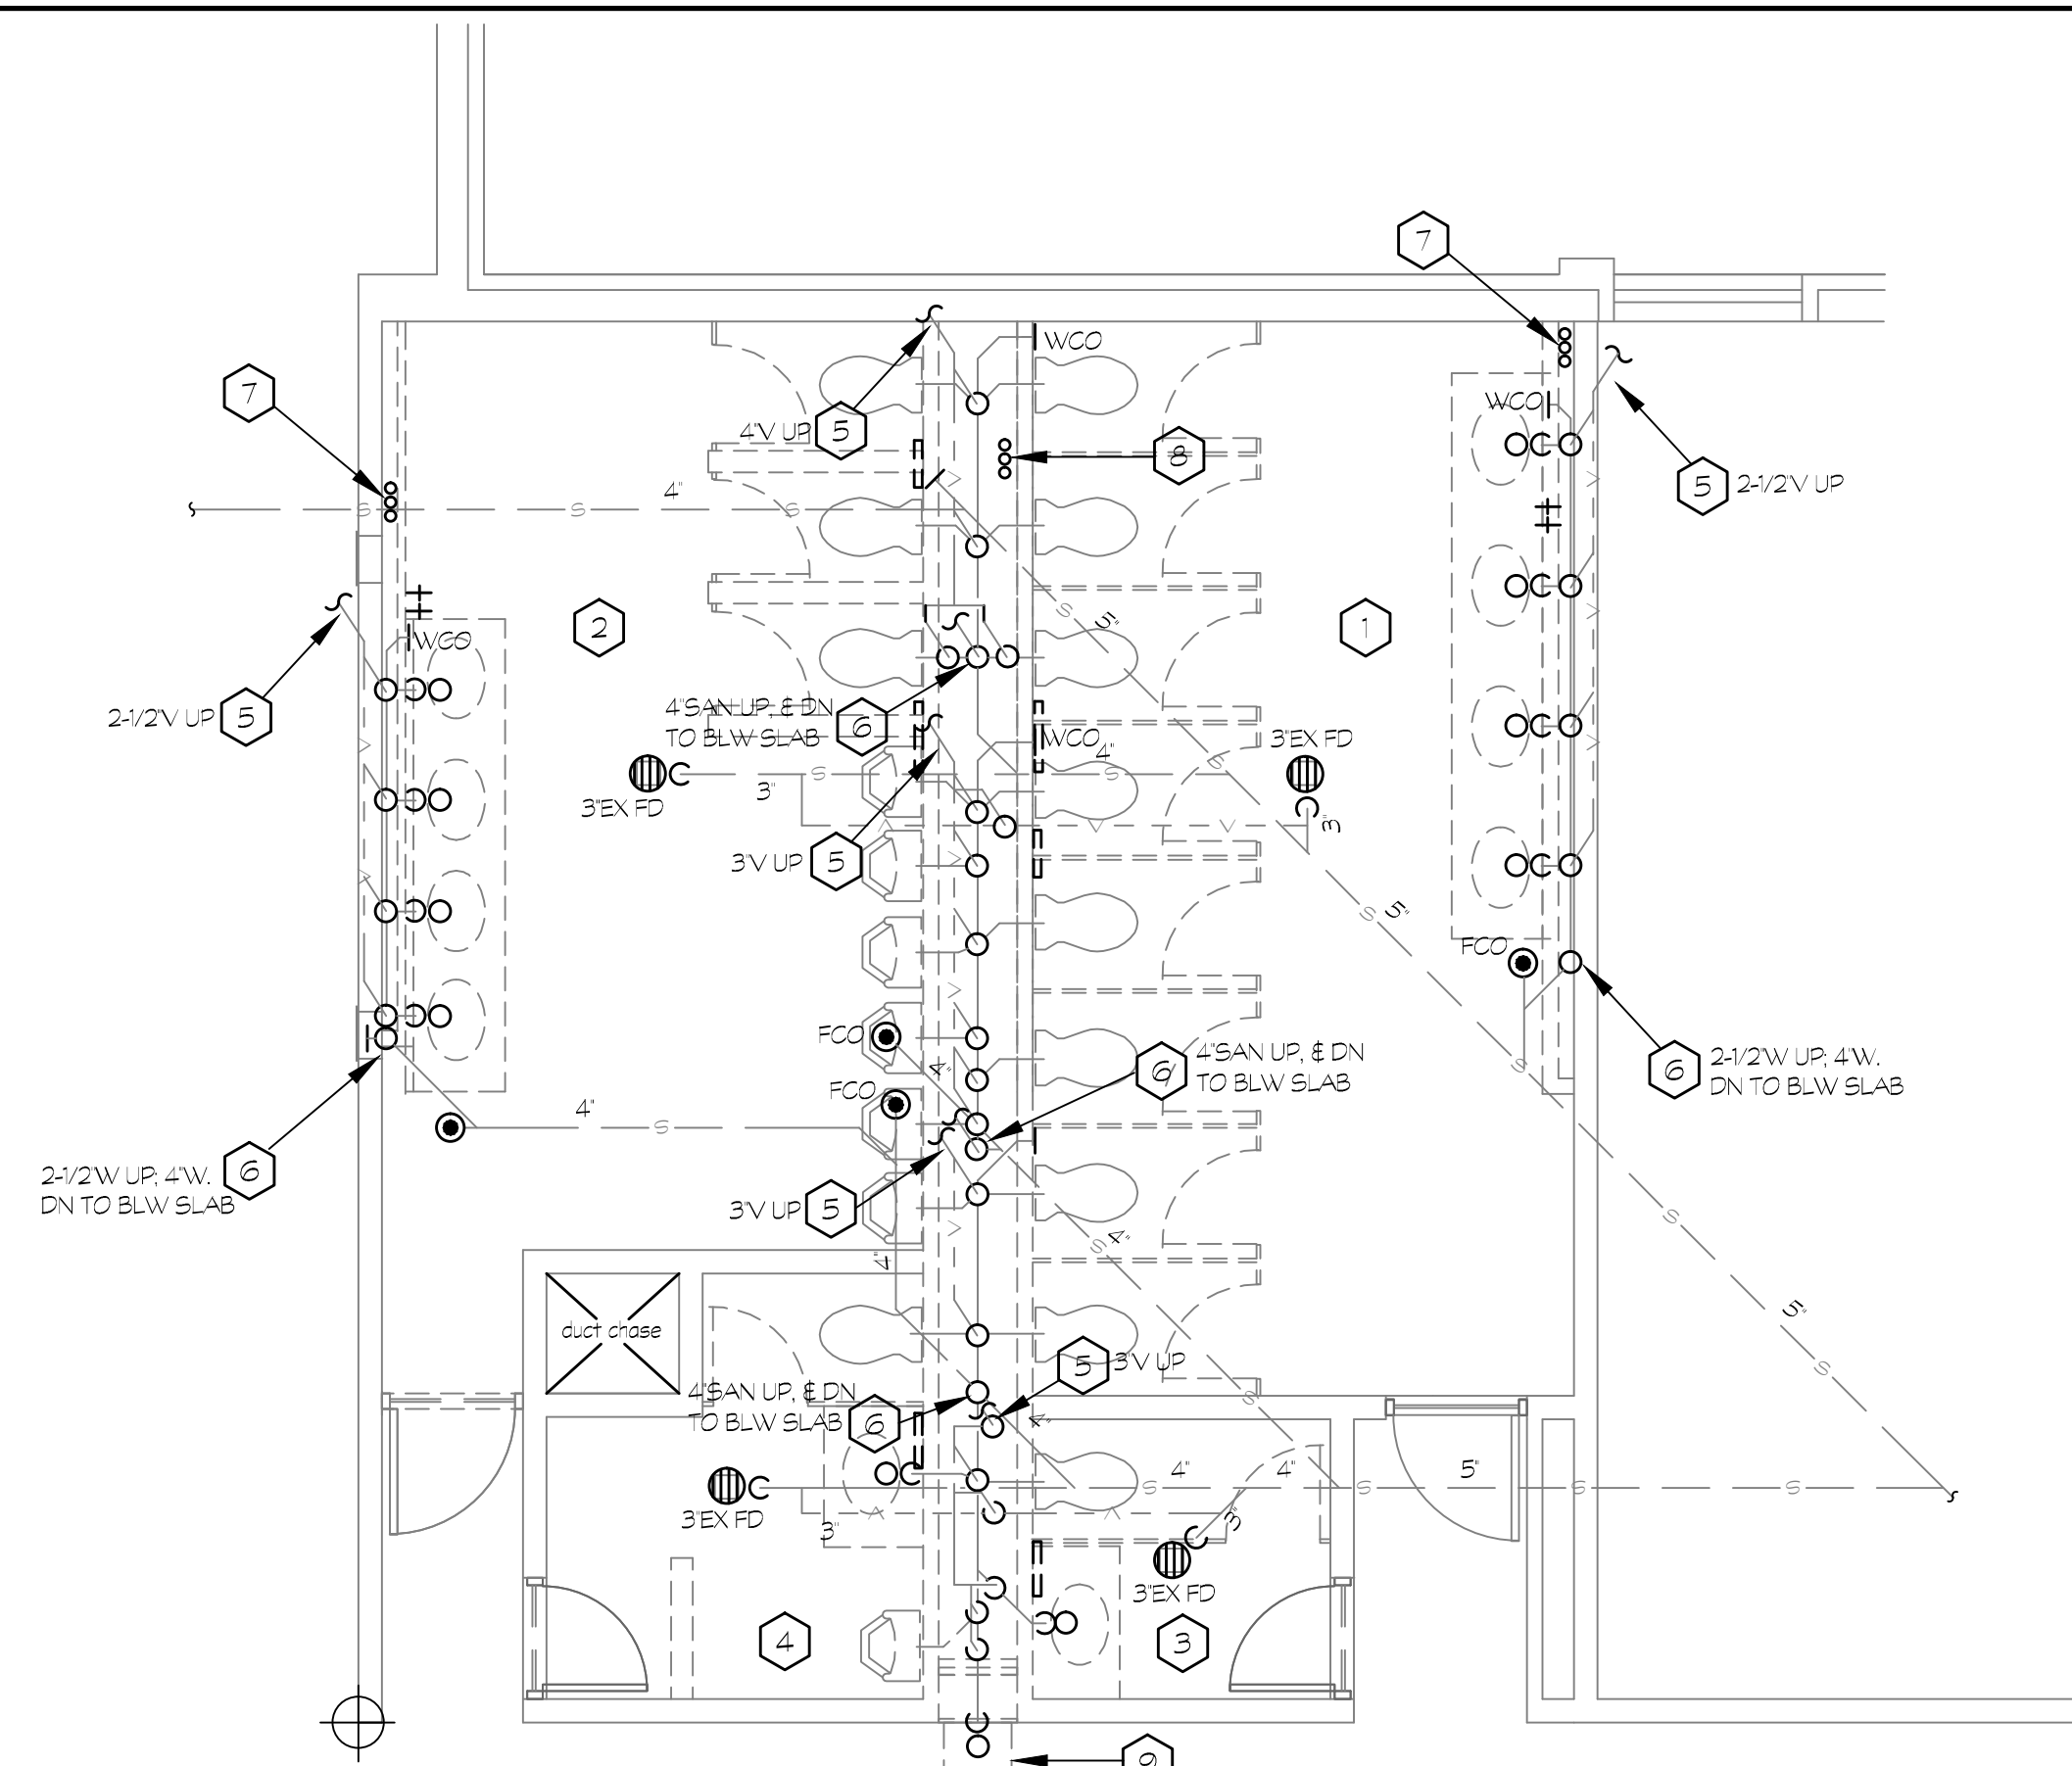 7
WCO
7
WCO
4"V UP
5
8
5
2-1/2"V UP
S
4"
S
S
2
S
5"
1
WCO
2-1/2"V UP
5
4"SAN UP, & DN
TO BLW SLAB
6
WCO
4"
3"EX FD
S
S
S
3"
3"EX FD
3"
3"V UP
5
S
5"
FCO
FCO
4"
6
4"SAN UP, & DN
TO BLW SLAB
S
6
2-1/2"W UP; 4"W.
DN TO BLW SLAB
FCO
4"
S
2-1/2"W UP; 4"W.
DN TO BLW SLAB
6
3"V UP
5
S
4"
S
4"
5"
duct chase
5
3"V UP
S
4"SAN UP, & DN
TO BLW SLAB
6
4"
S
3"EX FD
S
4"
4"
S
5"
S
S
3"
3"
3"EX FD
4
3
9